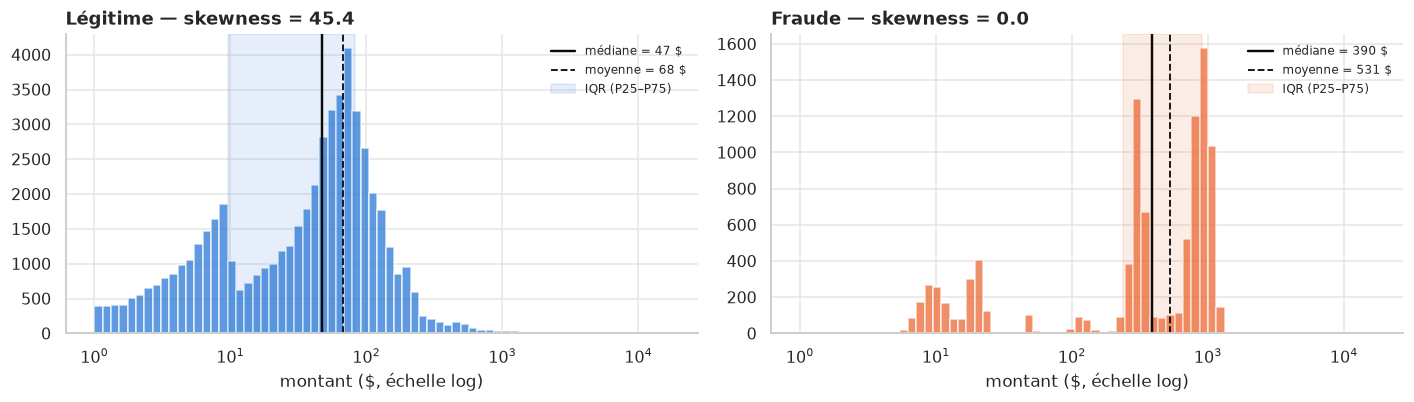 Légitime — skewness = 45.4
4000
3500
3000
2500
2000
1500
1000
500
0
médiane = 47 $
moyenne = 68 $
IQR (P25–P75)
10⁰ 10¹ 10² 10³ 10⁴
montant ($, échelle log)
Fraude — skewness = 0.0
1600
1400
1200
1000
800
600
400
200
0
médiane = 390 $
moyenne = 531 $
IQR (P25–P75)
10⁰ 10¹ 10² 10³ 10⁴
montant ($, échelle log)